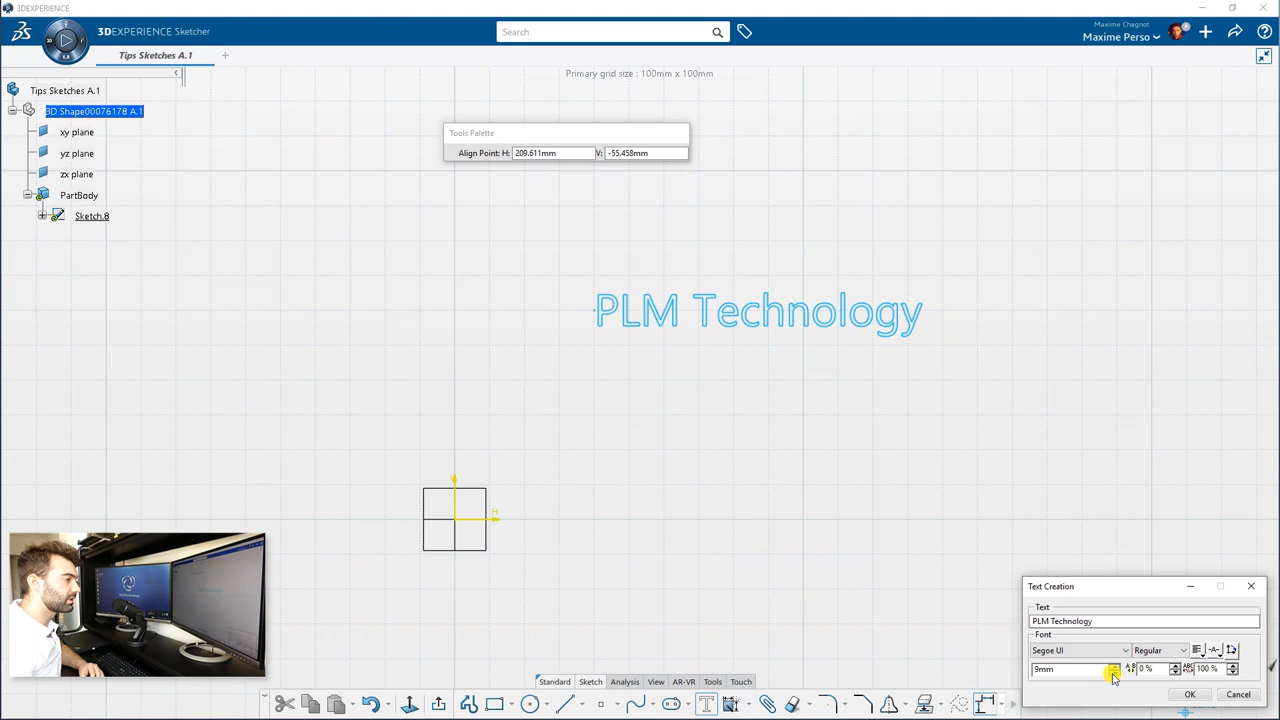 3DEXPERIENCE
3DEXPERIENCE Sketcher
Search
Maxime Chagnot
Maxime Perso
Tips Sketches A.1
Primary grid size : 100mm x 100mm
Tips Sketches A.1
3D Shape00076178 A.1
xy plane
yz plane
zx plane
PartBody
Sketch.8
Tools Palette
Align Point: H: 209.611mm V: -55.458mm
PLM Technology
H
Text Creation
Text
PLM Technology
Font
Segoe UI Regular
9mm 0 % 100 %
OK Cancel
Standard Sketch Analysis View AR-VR Tools Touch